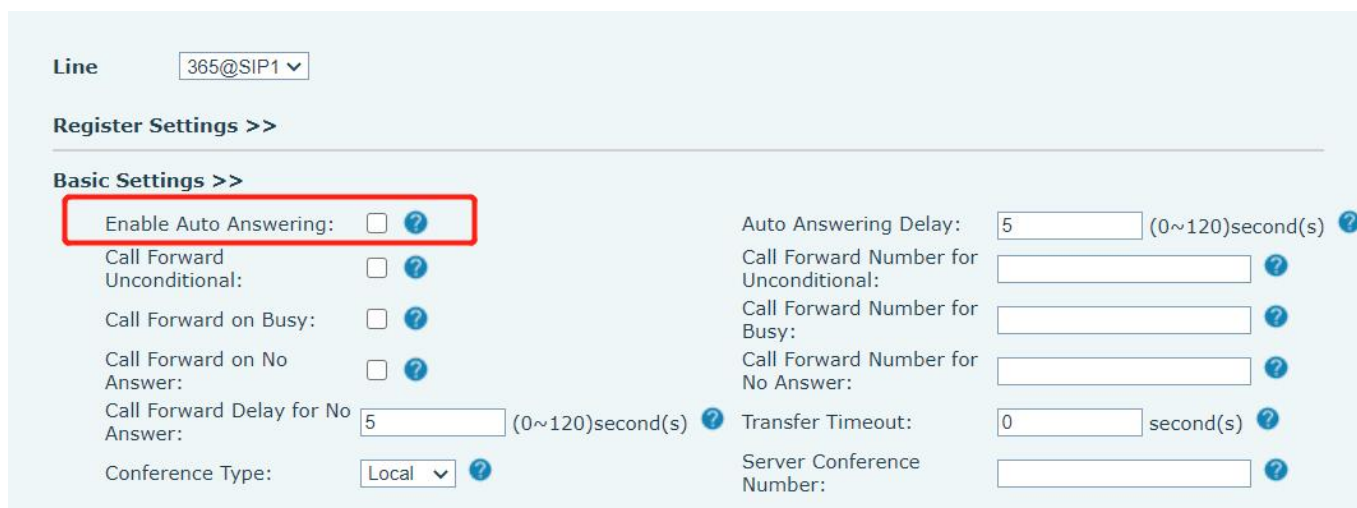 Line 365@SIP1
Register Settings >>
Basic Settings >>
Enable Auto Answering: ? Auto Answering Delay: 5 (0~120)second(s) ?
Call Forward
Unconditional: ? Call Forward Number for
Unconditional: ?
Call Forward on Busy: ? Call Forward Number for
Busy: ?
Call Forward on No
Answer: ? Call Forward Number for
No Answer: ?
Call Forward Delay for No
Answer: 5 (0~120)second(s) ? Transfer Timeout: 0 second(s) ?
Conference Type: Local ? Server Conference
Number: ?